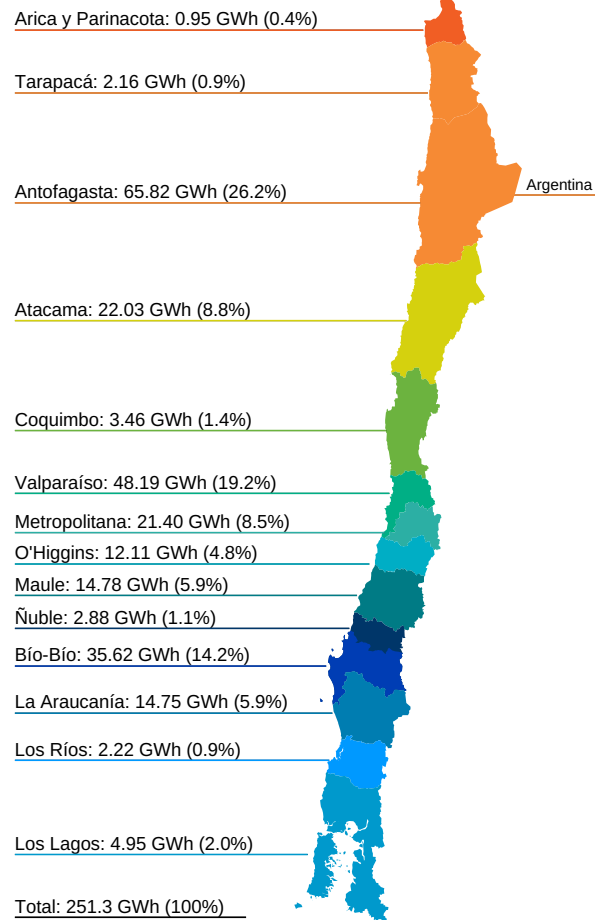 Arica y Parinacota: 0.95 GWh (0.4%)
Tarapacá: 2.16 GWh (0.9%)
Antofagasta: 65.82 GWh (26.2%)
Argentina
Atacama: 22.03 GWh (8.8%)
Coquimbo: 3.46 GWh (1.4%)
Valparaíso: 48.19 GWh (19.2%)
Metropolitana: 21.40 GWh (8.5%)
O'Higgins: 12.11 GWh (4.8%)
Maule: 14.78 GWh (5.9%)
Ñuble: 2.88 GWh (1.1%)
Bío-Bío: 35.62 GWh (14.2%)
La Araucanía: 14.75 GWh (5.9%)
Los Ríos: 2.22 GWh (0.9%)
Los Lagos: 4.95 GWh (2.0%)
Total: 251.3 GWh (100%)